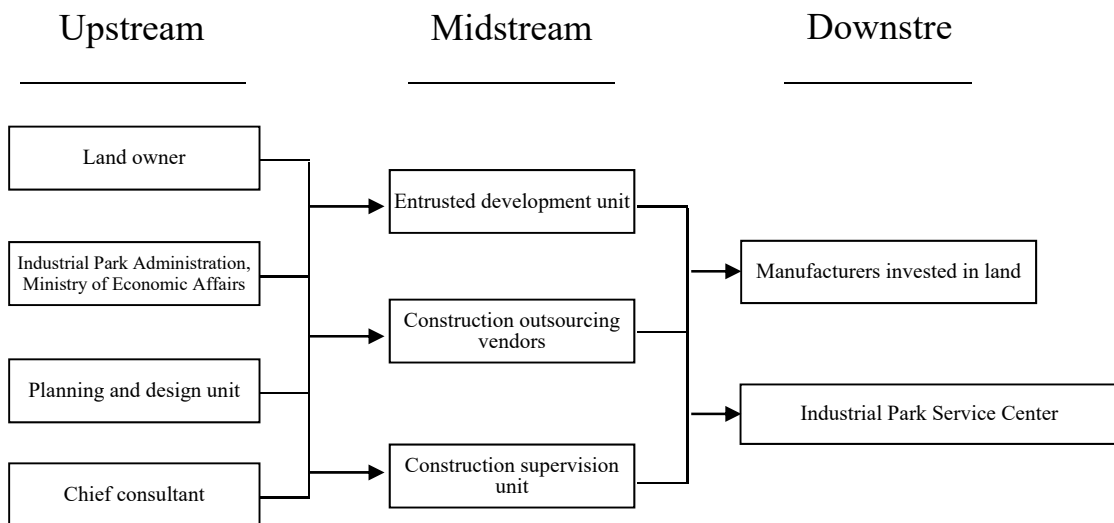 Upstream
Midstream
Downstre
Land owner
Industrial Park Administration,
Ministry of Economic Affairs
Planning and design unit
Chief consultant
Entrusted development unit
Construction outsourcing
vendors
Construction supervision
unit
Manufacturers invested in land
Industrial Park Service Center